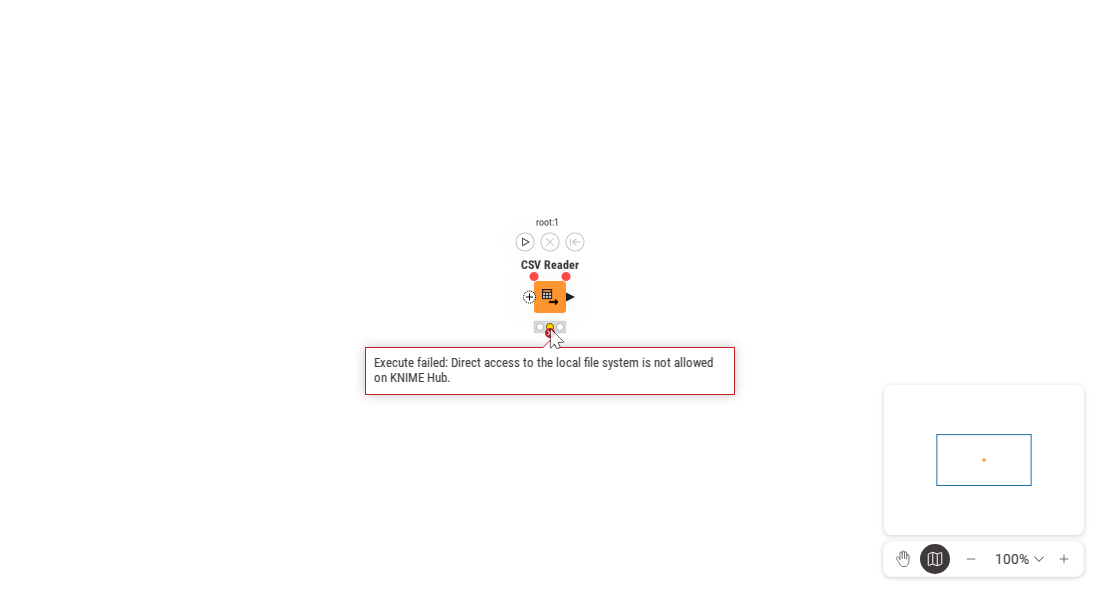 root:1
CSV Reader
Execute failed: Direct access to the local file system is not allowed
on KNIME Hub.
100%